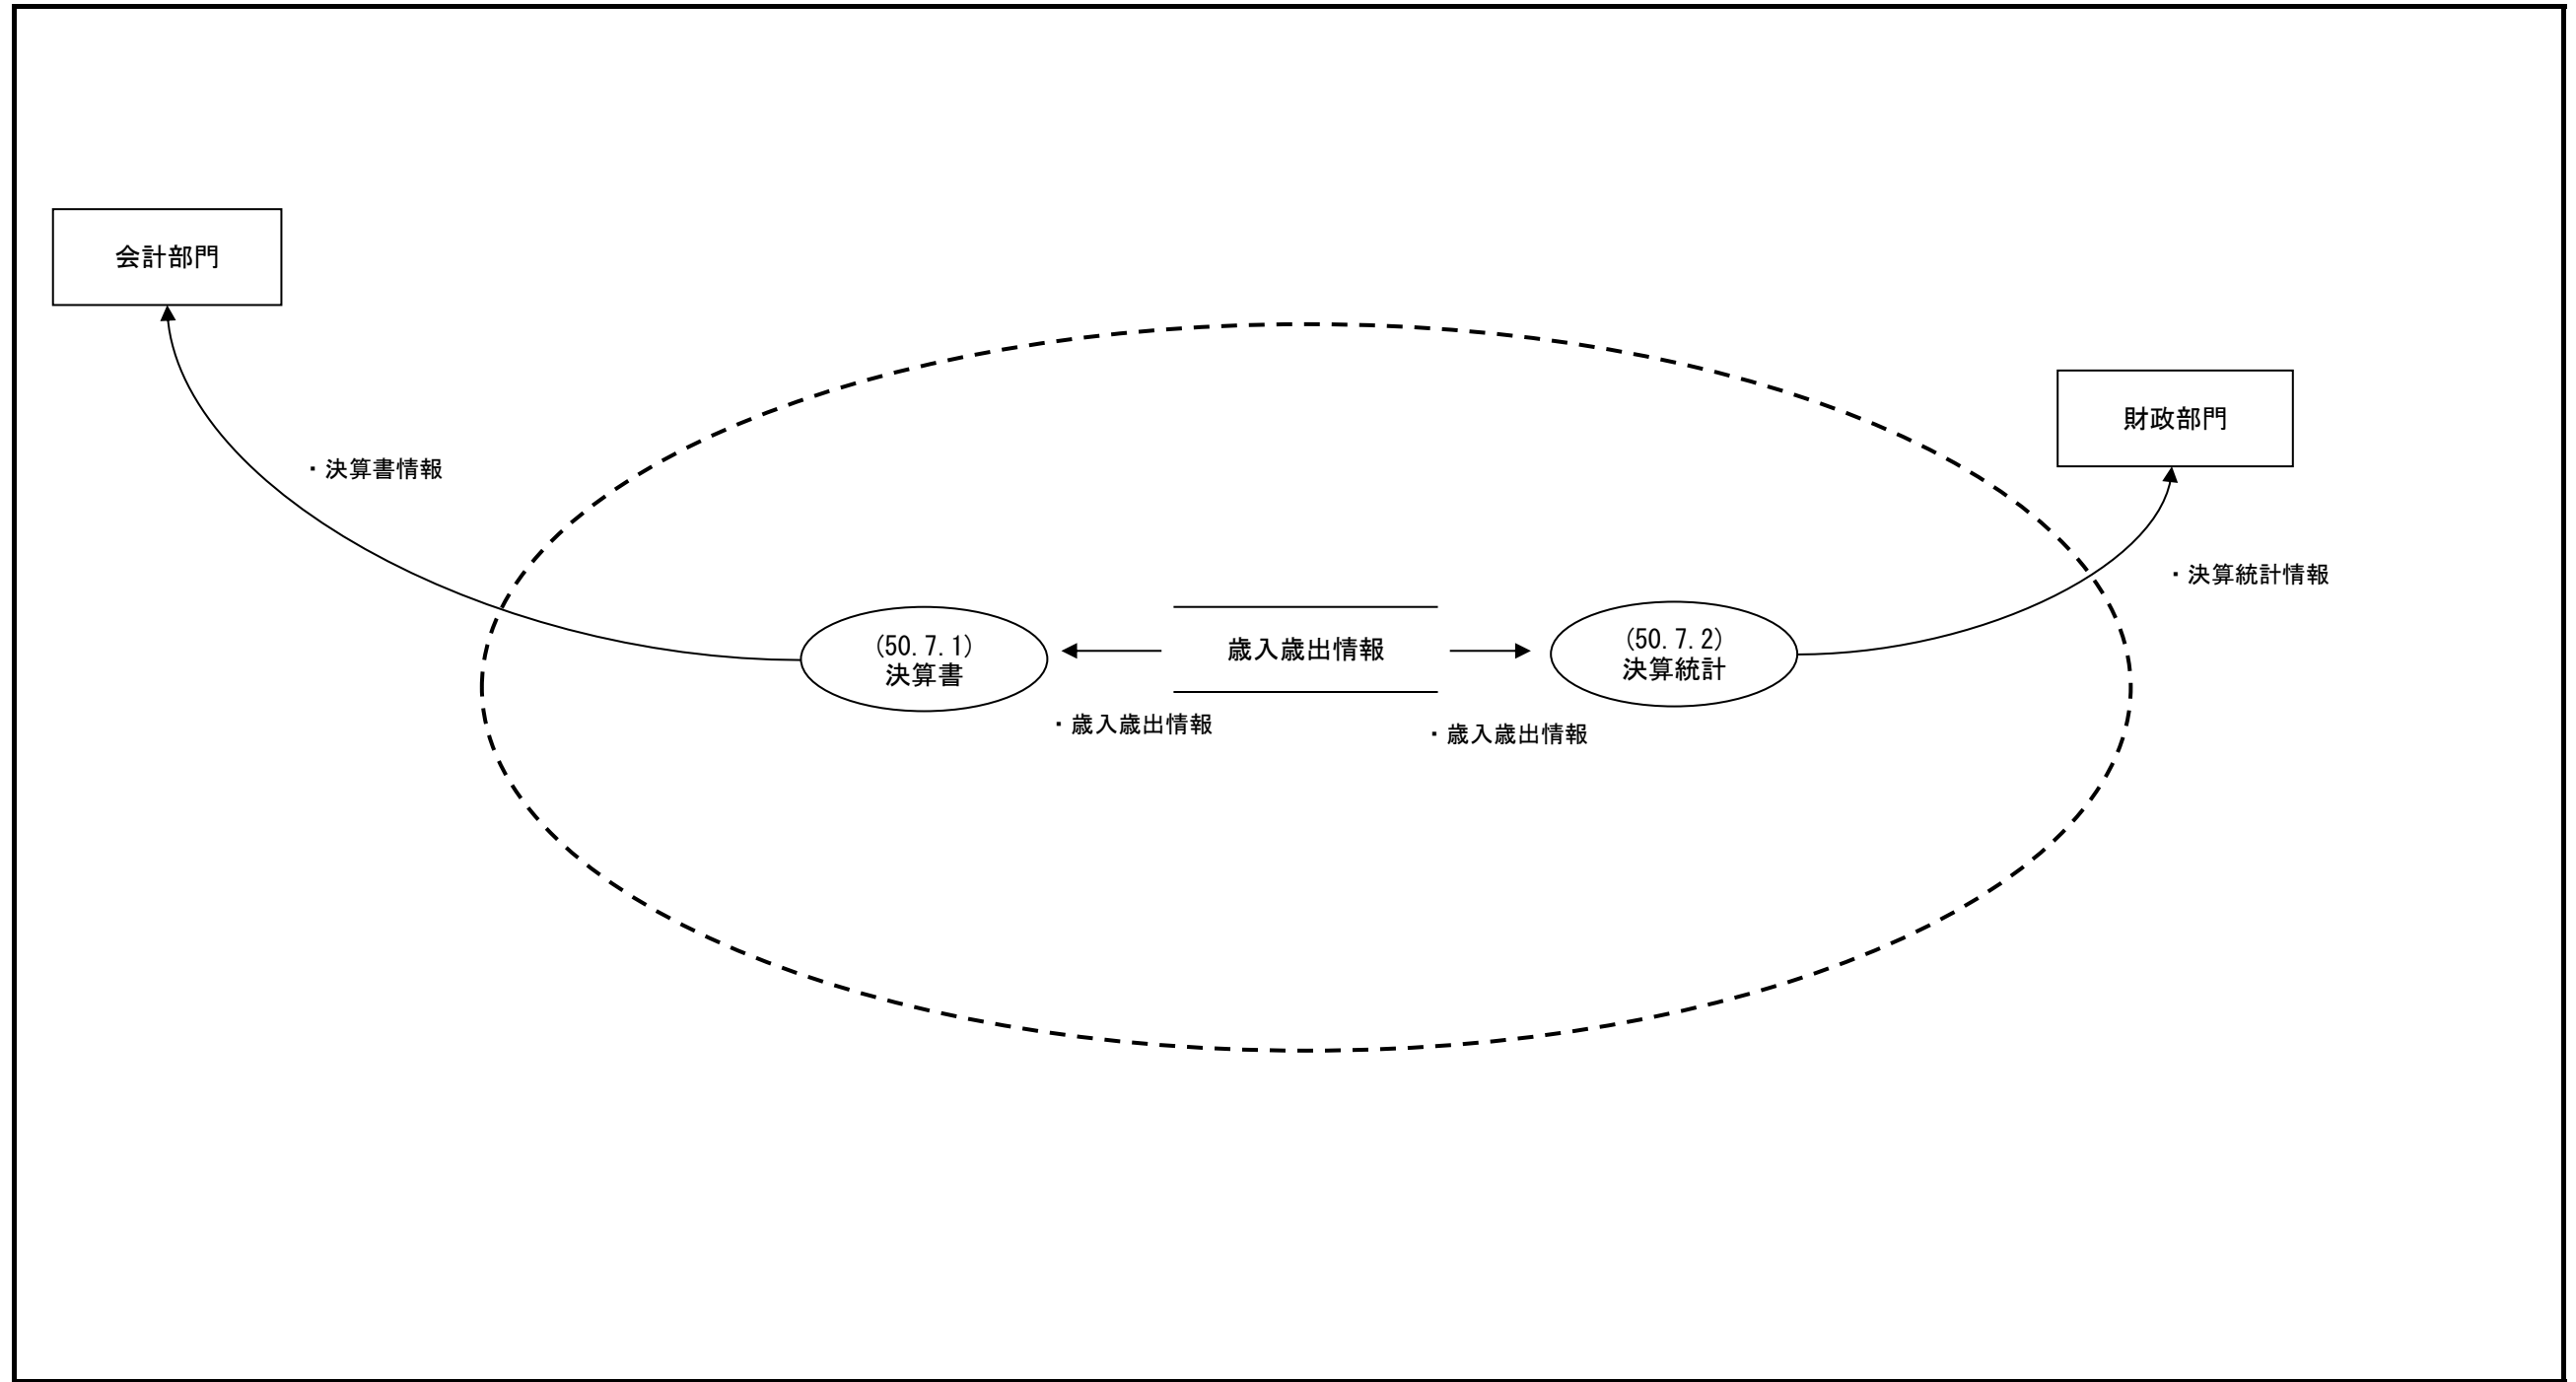 会計部門
財政部門
・決算書情報
・決算統計情報
(50.7.1)
決算書
歳入歳出情報
(50.7.2)
決算統計
・歳入歳出情報
・歳入歳出情報